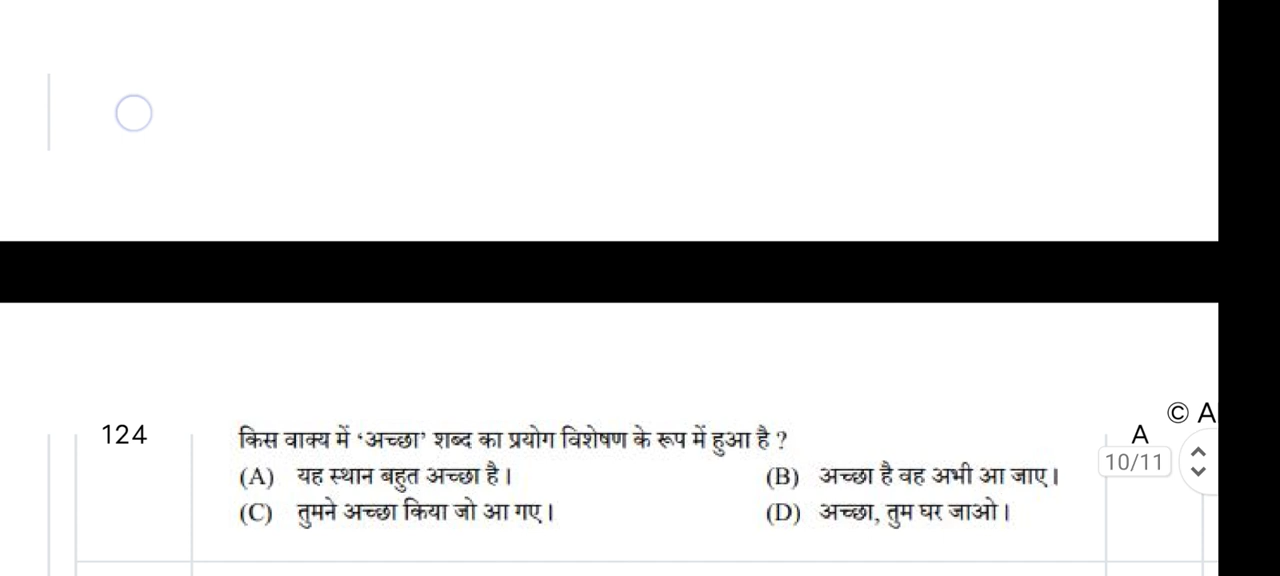 © A
124 किस वाक्य में ‘अच्छा’ शब्द का प्रयोग विशेषण के रूप में हुआ है ? A
(A) यह स्थान बहुत अच्छा है। (B) अच्छा है वह अभी आ जाए। 10/11
(C) तुमने अच्छा किया जो आ गए। (D) अच्छा, तुम घर जाओ।